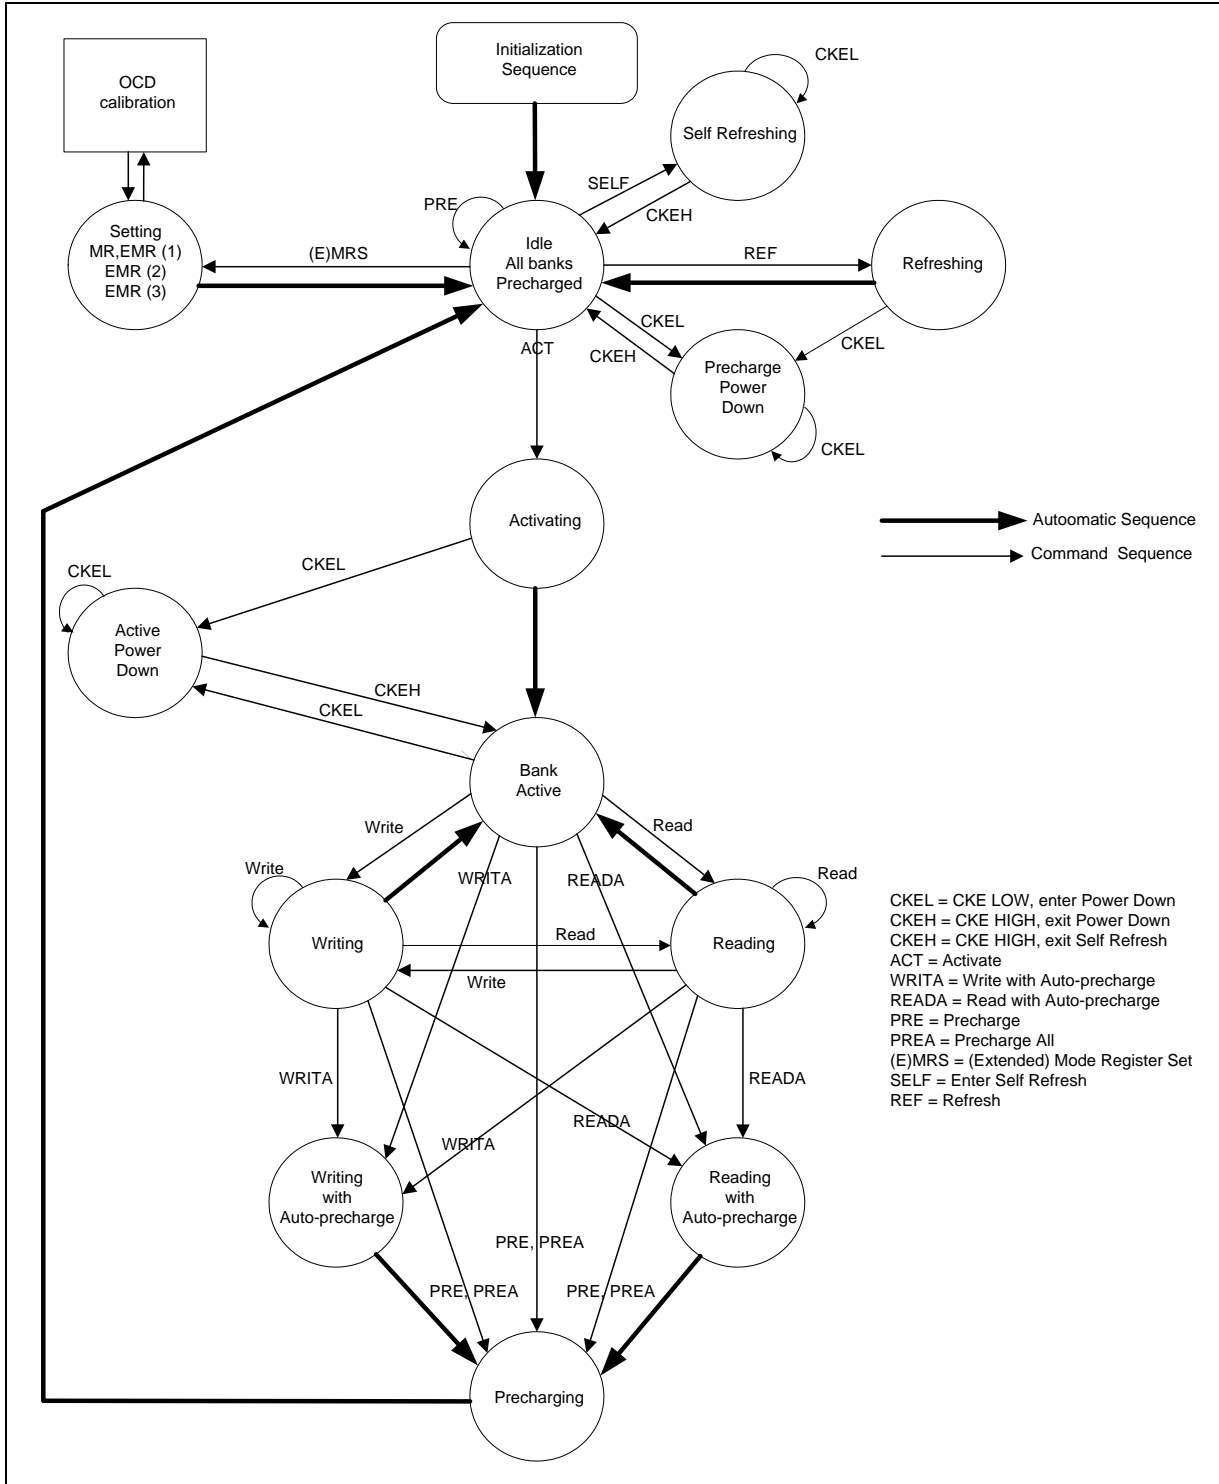 OCD
calibration
Initialization
Sequence
CKEL
Self Refreshing
SELF
CKEH
PRE
Setting
MR,EMR (1)
EMR (2)
EMR (3)
(E)MRS
Idle
All banks
Precharged
REF
Refreshing
CKEL
CKEH
CKEL
ACT
Precharge
Power
Down
CKEL
Activating
Autoomatic Sequence
Command Sequence
CKEL
CKEL
Active
Power
Down
CKEH
CKEL
Bank
Active
Write
Read
Write
WRITA
READA
Read
Writing
Read
Reading
Write
CKEL = CKE LOW, enter Power Down
CKEH = CKE HIGH, exit Power Down
CKEH = CKE HIGH, exit Self Refresh
ACT = Activate
WRITA = Write with Auto-precharge
READA = Read with Auto-precharge
PRE = Precharge
PREA = Precharge All
(E)MRS = (Extended) Mode Register Set
SELF = Enter Self Refresh
REF = Refresh
WRITA
READA
WRITA
READA
Writing
with
Auto-precharge
Reading
with
Auto-precharge
PRE, PREA
PRE, PREA
PRE, PREA
Precharging